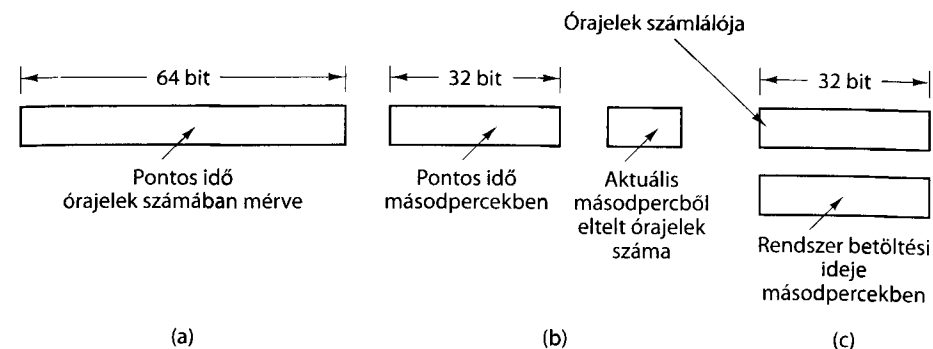 Órajelek számlálója
64 bit
32 bit
32 bit
Pontos idő
órajelek számában mérve
Pontos idő
másodpercekben
Aktuális
másodpercből
eltelt órajelek
száma
Rendszer betöltési
ideje
másodpercekben
(a)
(b)
(c)